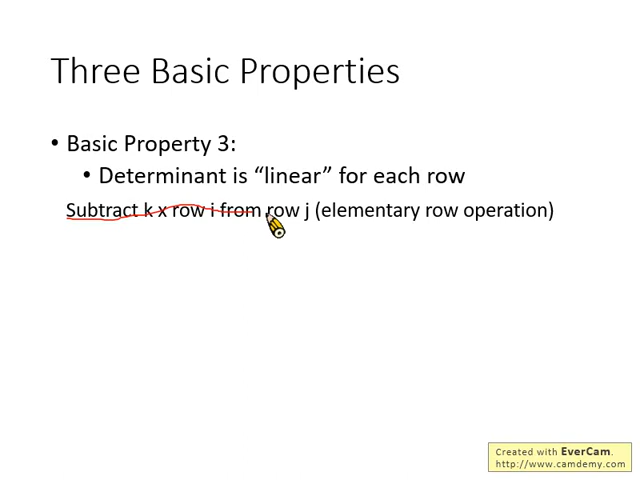 Three Basic Properties
• Basic Property 3:
• Determinant is “linear” for each row
Subtract k x row i from row j (elementary row operation)
Created with EverCam.
http://www.camdemy.com